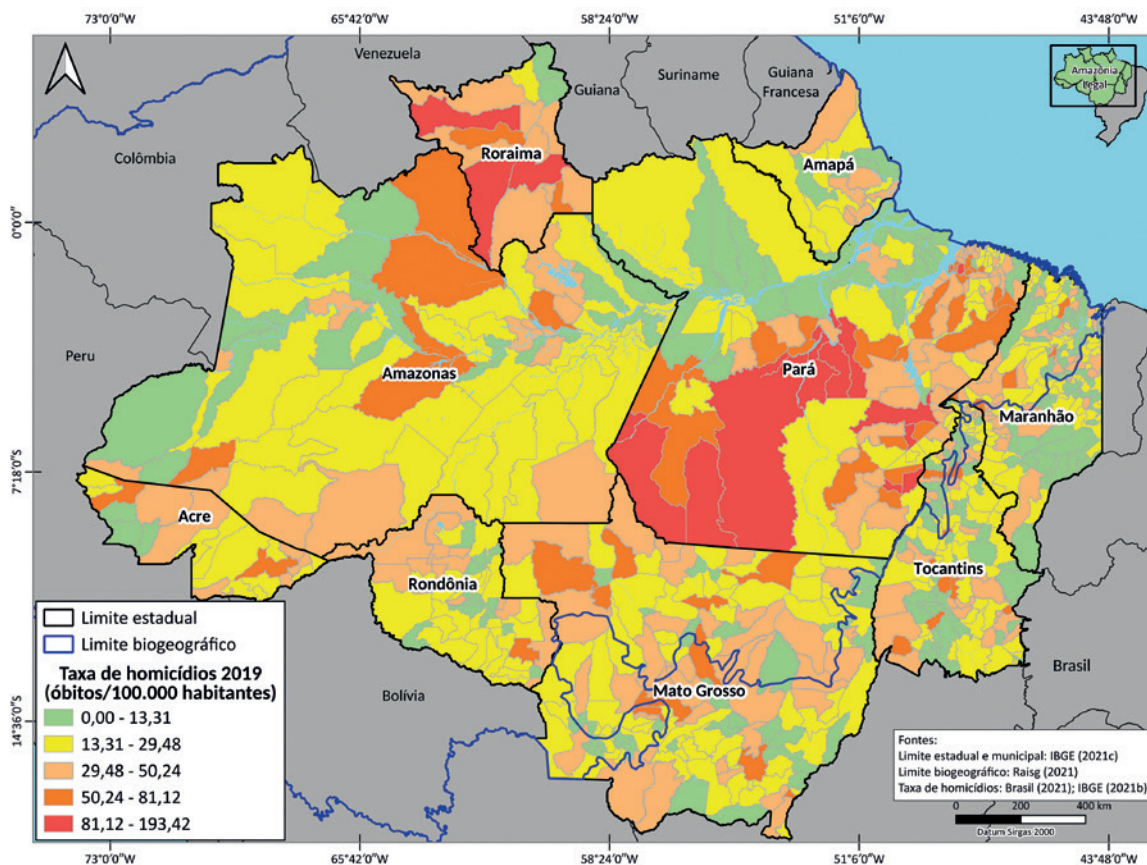 73°0'0"W
65°42'0"W
58°24'0"W
51°6'0"W
43°48'0"W
Venezuela
Suriname
Guiana
Guiana
Francesa
Amazônia
Legal
Colômbia
Roraima
Amapá
0°0'0"
Peru
Amazonas
Pará
Maranhão
7°18'0"S
Acre
Rondônia
Tocantins
Limite estadual
Limite biogeográfico
Taxa de homicídios 2019
(óbitos/100.000 habitantes)
0,00 - 13,31
13,31 - 29,48
29,48 - 50,24
50,24 - 81,12
81,12 - 193,42
Bolívia
Mato Grosso
Brasil
14°36'0"S
Fontes:
Limite estadual e municipal: IBGE (2021c)
Limite biogeográfico: Raisg (2021)
Taxa de homicídios: Brasil (2021); IBGE (2021b)
0 200 400 km
Datum Sirgas 2000
73°0'0"W
65°42'0"W
58°24'0"W
51°6'0"W
43°48'0"W